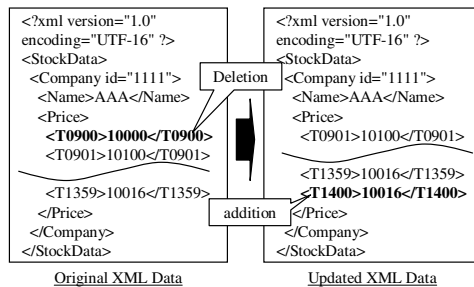 <?xml version="1.0"
encoding="UTF-16" ?>
<StockData>
<Company id="1111">
<Name>AAA</Name>
<Price>
<T0900>10000</T0900>
<T0901>10100</T0901>
<T1359>10016</T1359>
</Price>
</Company>
</StockData>
Original XML Data
Deletion
addition
<?xml version="1.0"
encoding="UTF-16" ?>
<StockData>
<Company id="1111">
<Name>AAA</Name>
<Price>
<T0901>10100</T0901>
<T1359>10016</T1359>
<T1400>10016</T1400>
</Price>
</Company>
</StockData>
Updated XML Data